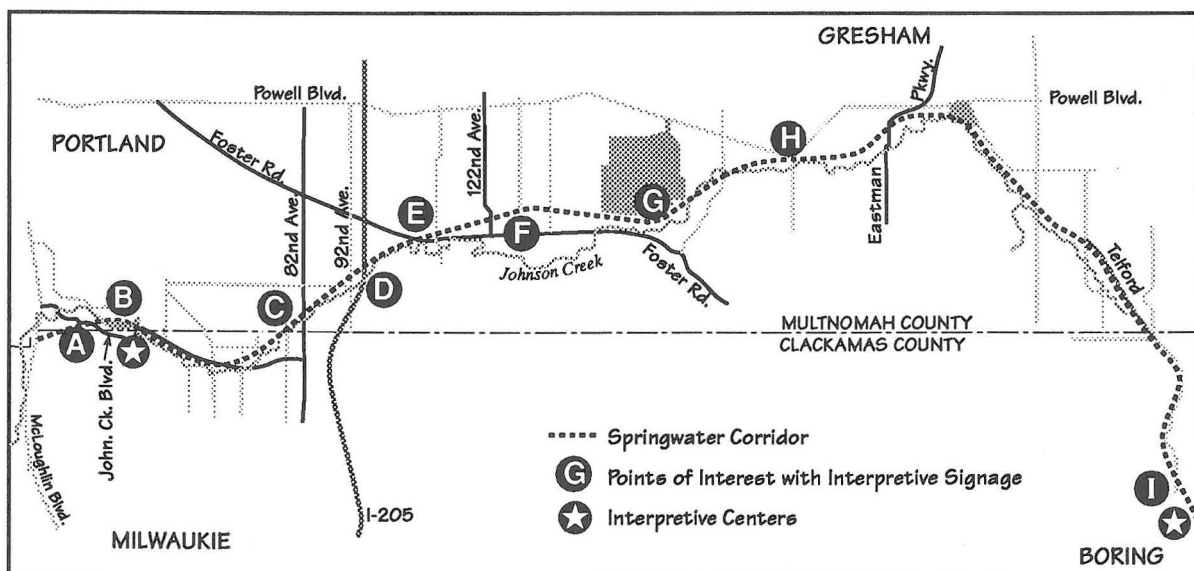 GRESHAM
Pkwy.
Powell Blvd.
Powell Blvd.
PORTLAND
Foster Rd.
122nd Ave.
H
82nd Ave.
92nd Ave.
E
G
F
Eastman
Johnson Creek
Foster Rd.
Telford
D
C
B
A
MULTNOMAH COUNTY
CLACKAMAS COUNTY
John. Ck. Blvd.
McLoughlin Blvd.
Springwater Corridor
G Points of Interest with Interpretive Signage
Interpretive Centers
I-205
I
MILWAUKIE
BORING